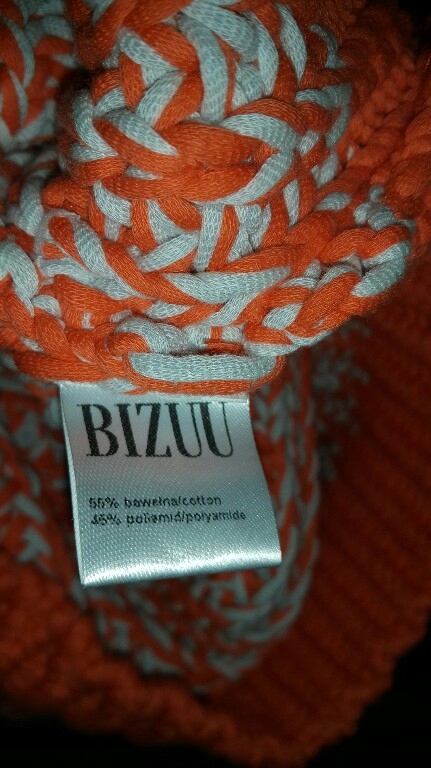 BIZUU
55% bawełna/cotton
45% poliamid/polyamide